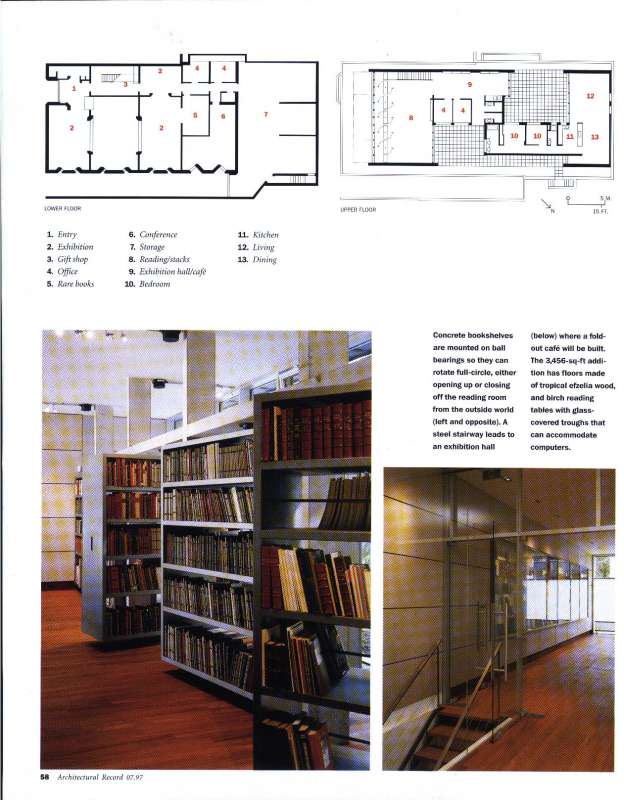 1
3
2
4
4
2
2
5
6
7
LOWER FLOOR
8
4
4
9
10
10
11
12
13
UPPER FLOOR
N
0 5 M.
15 FT.
1. Entry
2. Exhibition
3. Gift shop
4. Office
5. Rare books
6. Conference
7. Storage
8. Reading/stacks
9. Exhibition hall/café
10. Bedroom
11. Kitchen
12. Living
13. Dining
Concrete bookshelves
are mounted on ball
bearings so they can
rotate full-circle, either
opening up or closing
off the reading room
from the outside world
(left and opposite). A
steel stairway leads to
an exhibition hall
(below) where a fold-
out café will be built.
The 3,456-sq-ft addi-
tion has floors made
of tropical efzelia wood,
and birch reading
tables with glass-
covered troughs that
can accommodate
computers.
58 Architectural Record 07.97